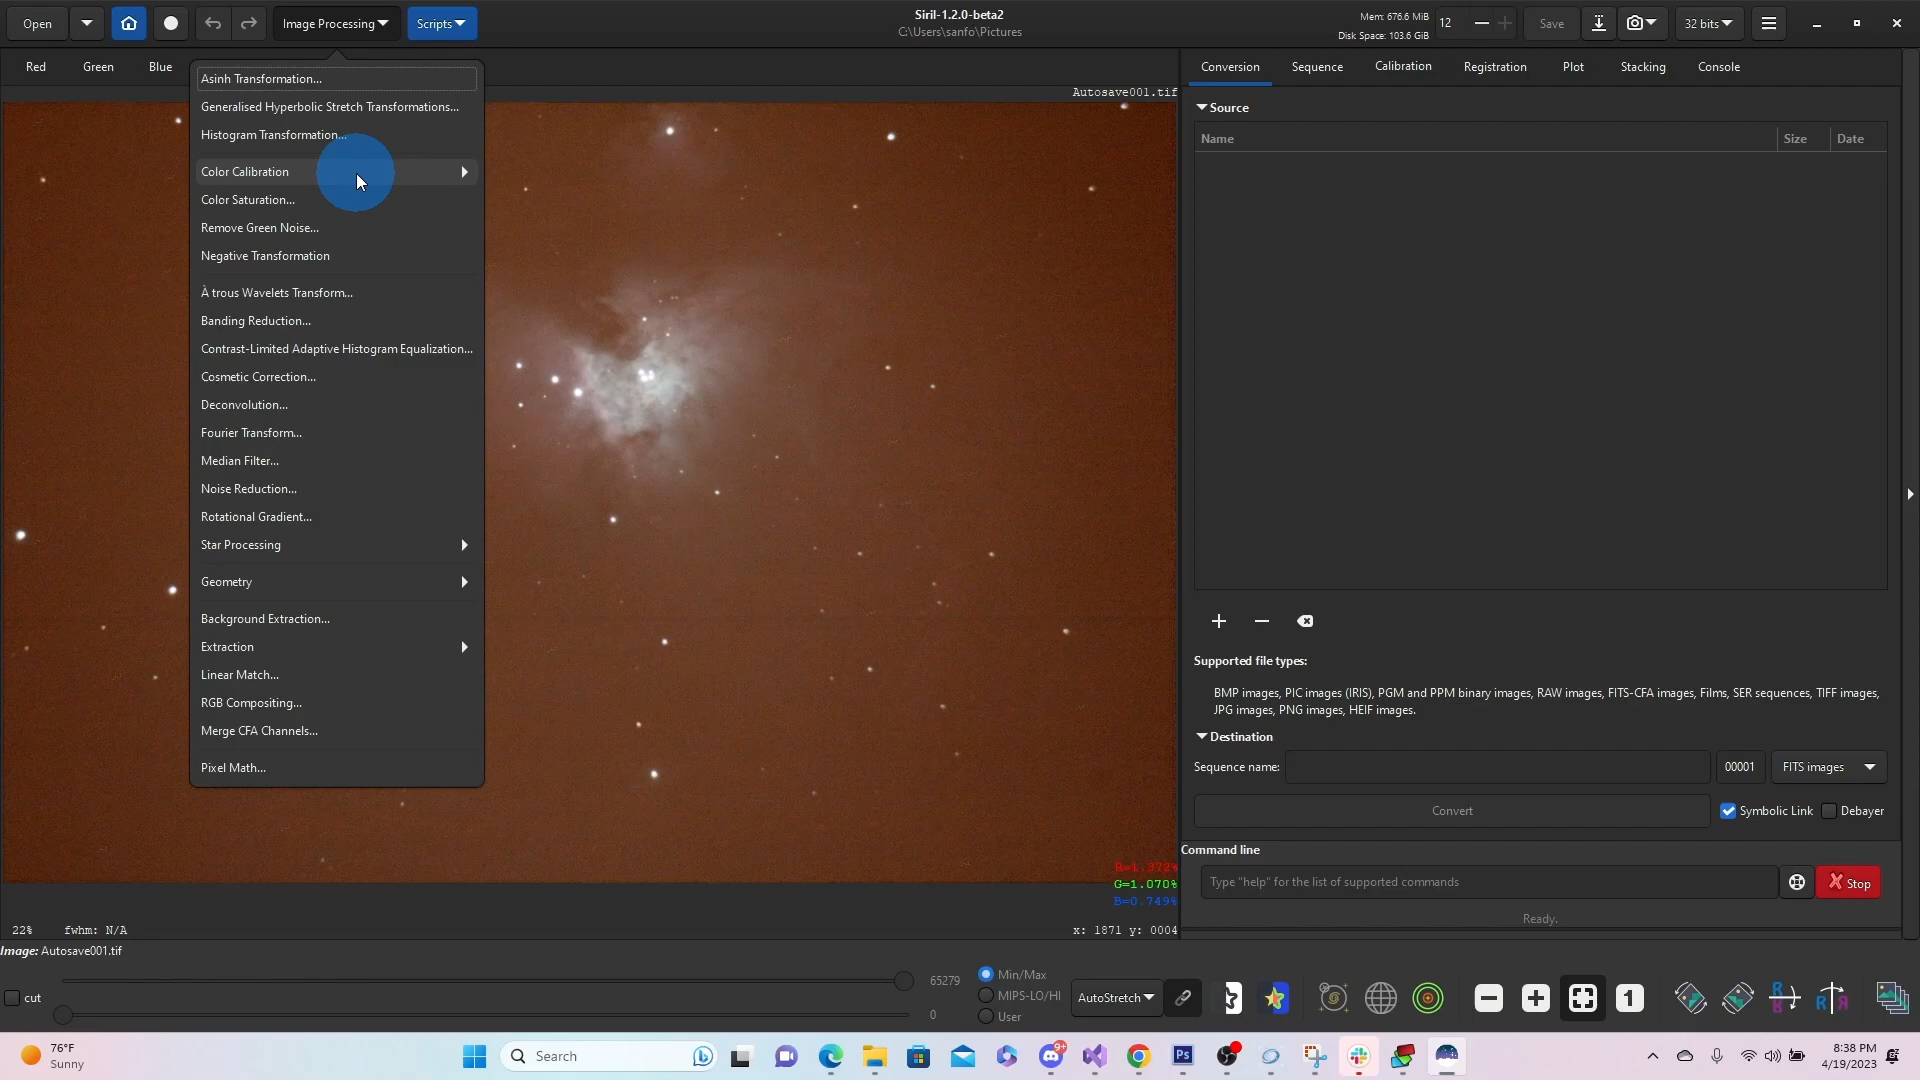 Open
Image Processing
Scripts
Siril-1.2.0-beta2
C:\Users\sanfo\Pictures
Mem: 676.6 MiB
Disk Space: 103.6 GiB
12
Save
32 bits
Red
Green
Blue
Autosave001.tif
Asinh Transformation...
Generalised Hyperbolic Stretch Transformations...
Histogram Transformation...
Color Calibration
Color Saturation...
Remove Green Noise...
Negative Transformation
À trous Wavelets Transform...
Banding Reduction...
Contrast-Limited Adaptive Histogram Equalization...
Cosmetic Correction...
Deconvolution...
Fourier Transform...
Median Filter...
Noise Reduction...
Rotational Gradient...
Star Processing
Geometry
Background Extraction...
Extraction
Linear Match...
RGB Compositing...
Merge CFA Channels...
Pixel Math...
R=1.372%
G=1.070%
B=0.749%
22%
fwhm: N/A
x: 1871 y: 0004
Conversion
Sequence
Calibration
Registration
Plot
Stacking
Console
Source
Name
Size
Date
Supported file types:
BMP images, PIC images (IRIS), PGM and PPM binary images, RAW images, FITS-CFA images, Films, SER sequences, TIFF images,
JPG images, PNG images, HEIF images.
Destination
Sequence name:
00001
FITS images
Convert
Symbolic Link
Debayer
Command line
Type "help" for the list of supported commands
Stop
Ready.
Image: Autosave001.tif
cut
65279
0
Min/Max
MIPS-LO/HI
User
AutoStretch
1
76°F
Sunny
Search
9+
Ps
8:38 PM
4/19/2023